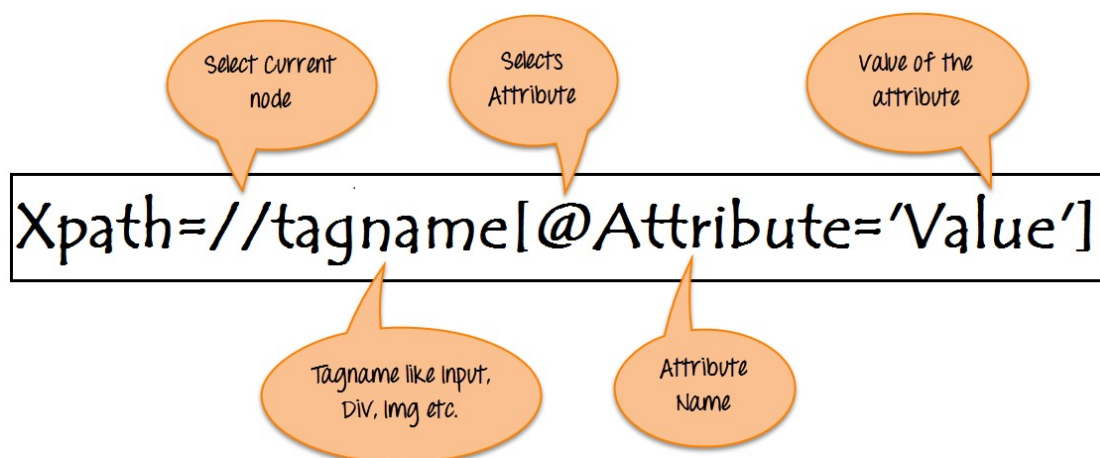 Select Current
node
Selects
Attribute
Value of the
attribute
Xpath=//tagname[@Attribute='Value']
Tagname like Input,
Div, Img etc.
Attribute
Name